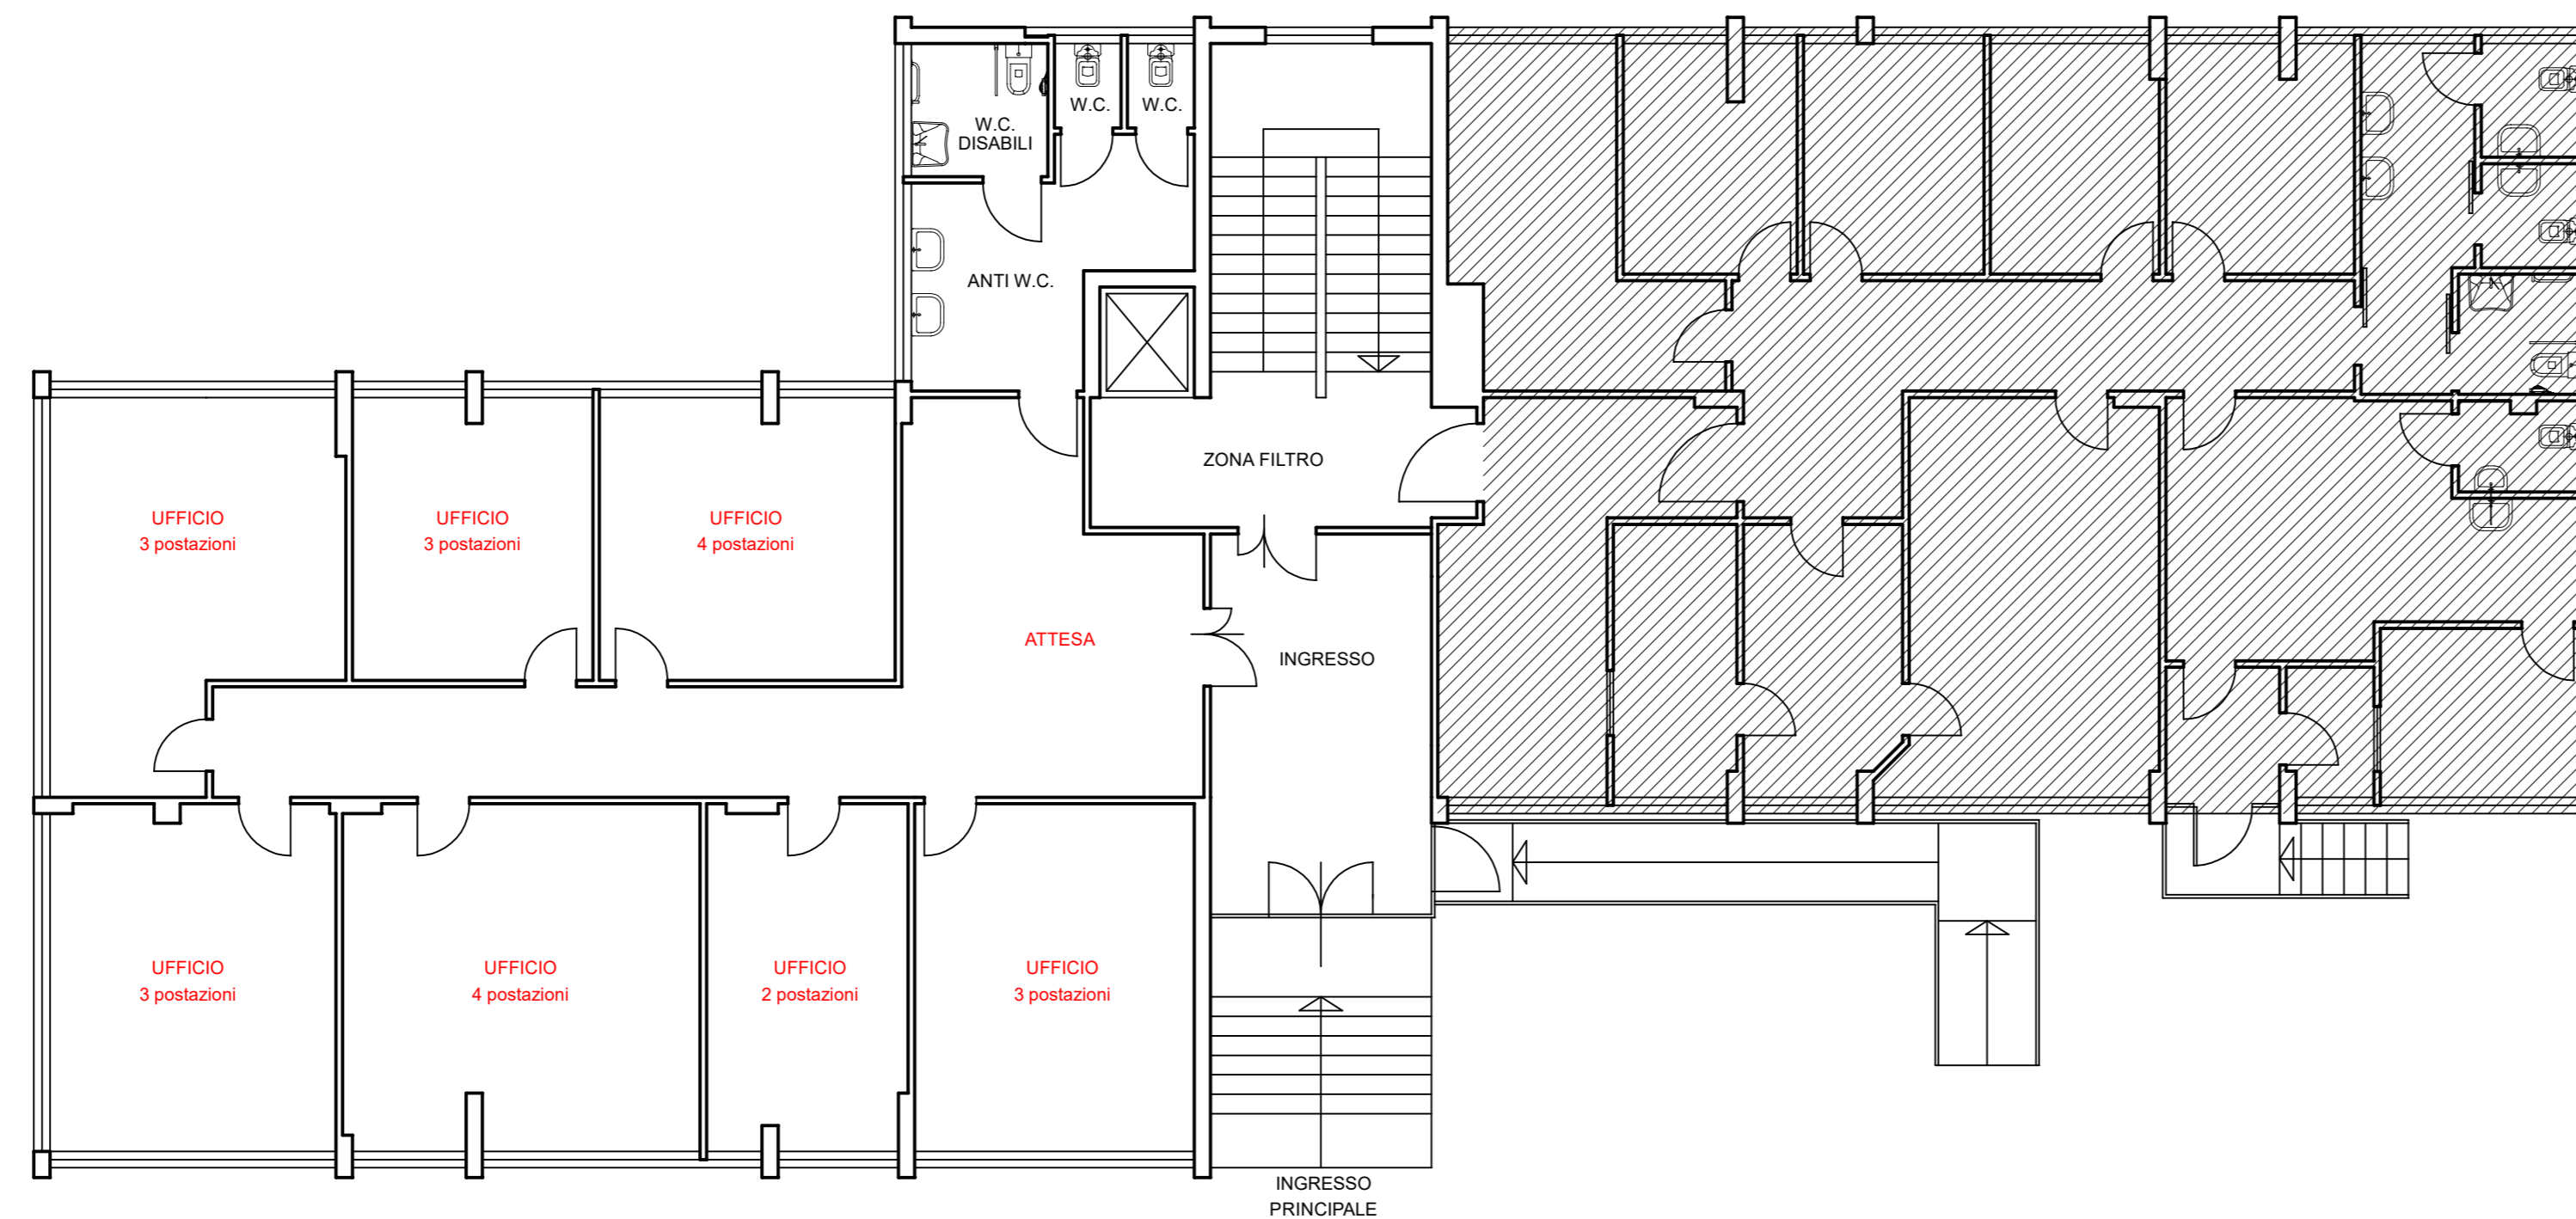 W.C.
W.C.
W.C.
DISABILI
ANTI W.C.
ZONA FILTRO
UFFICIO
3 postazioni
UFFICIO
3 postazioni
UFFICIO
4 postazioni
ATTESA
INGRESSO
UFFICIO
3 postazioni
UFFICIO
4 postazioni
UFFICIO
2 postazioni
UFFICIO
3 postazioni
INGRESSO
PRINCIPALE